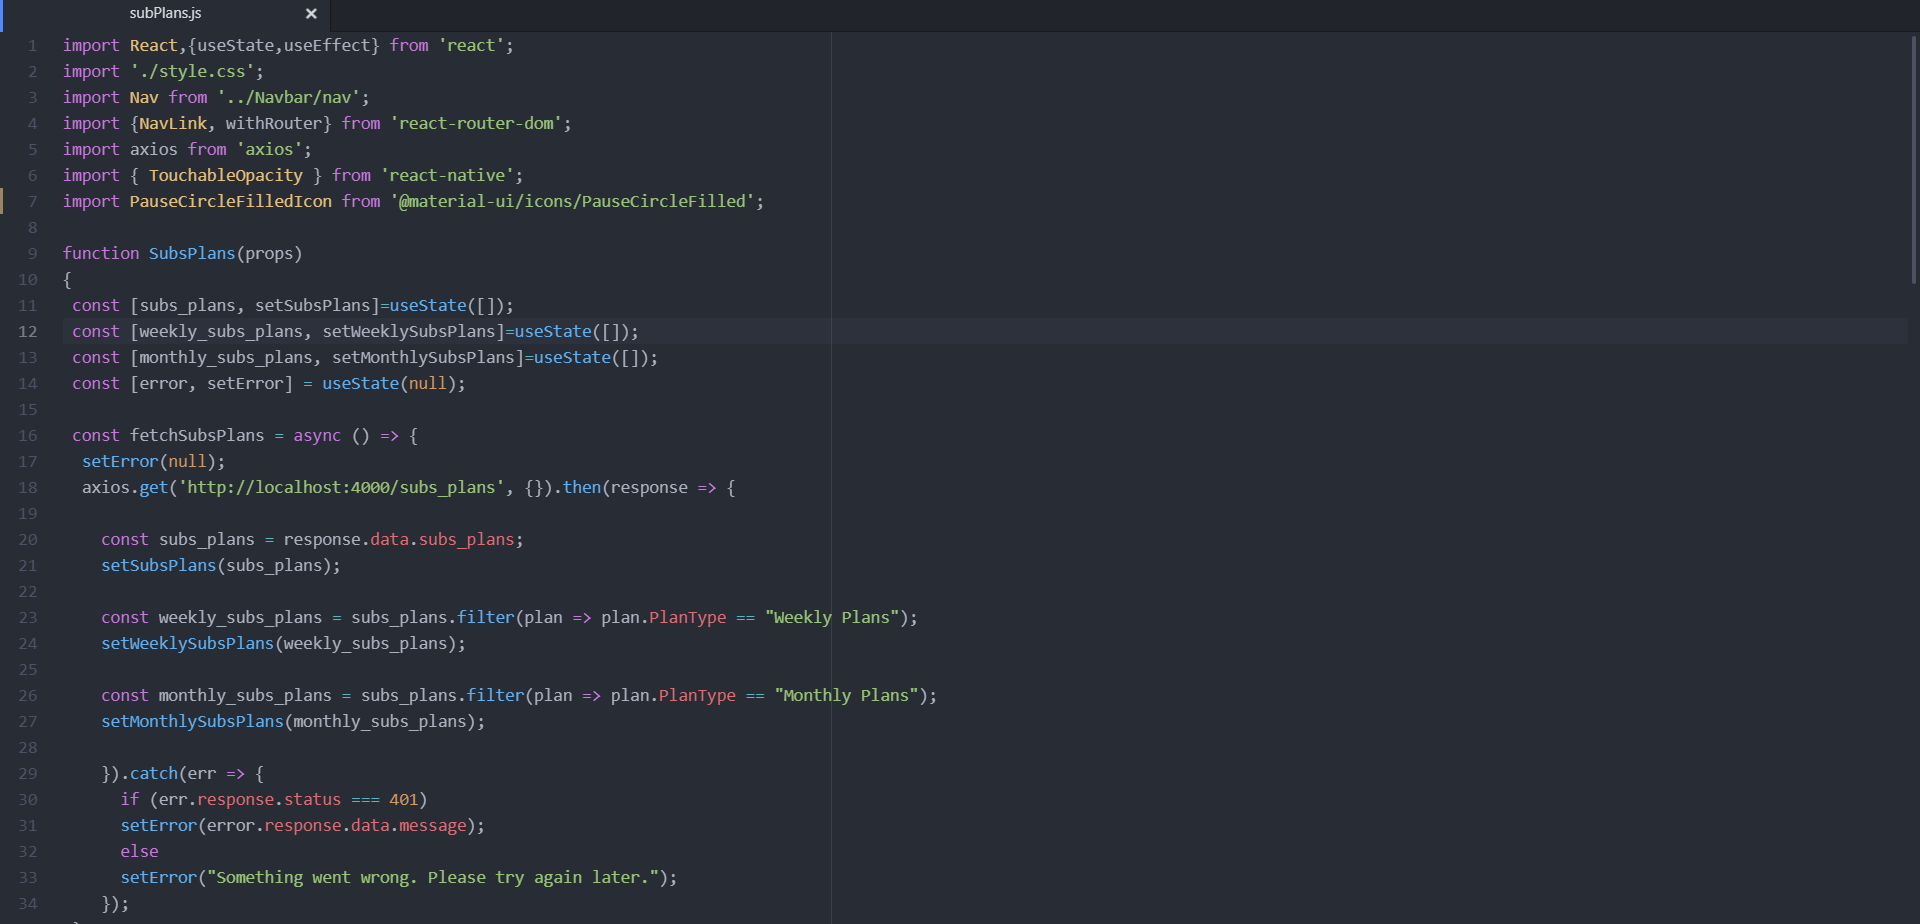 subPlans.js ×
1 import React,{useState,useEffect} from 'react';
2 import './style.css';
3 import Nav from '../Navbar/nav';
4 import {NavLink, withRouter} from 'react-router-dom';
5 import axios from 'axios';
6 import { TouchableOpacity } from 'react-native';
7 import PauseCircleFilledIcon from '@material-ui/icons/PauseCircleFilled';
8
9 function SubsPlans(props)
10 {
11 const [subs_plans, setSubsPlans]=useState([]);
12 const [weekly_subs_plans, setWeeklySubsPlans]=useState([]);
13 const [monthly_subs_plans, setMonthlySubsPlans]=useState([]);
14 const [error, setError] = useState(null);
15
16 const fetchSubsPlans = async () => {
17 setError(null);
18 axios.get('http://localhost:4000/subs_plans', {}).then(response => {
19
20 const subs_plans = response.data.subs_plans;
21 setSubsPlans(subs_plans);
22
23 const weekly_subs_plans = subs_plans.filter(plan => plan.PlanType == "Weekly Plans");
24 setWeeklySubsPlans(weekly_subs_plans);
25
26 const monthly_subs_plans = subs_plans.filter(plan => plan.PlanType == "Monthly Plans");
27 setMonthlySubsPlans(monthly_subs_plans);
28
29 }).catch(err => {
30 if (err.response.status === 401)
31 setError(error.response.data.message);
32 else
33 setError("Something went wrong. Please try again later.");
34 });